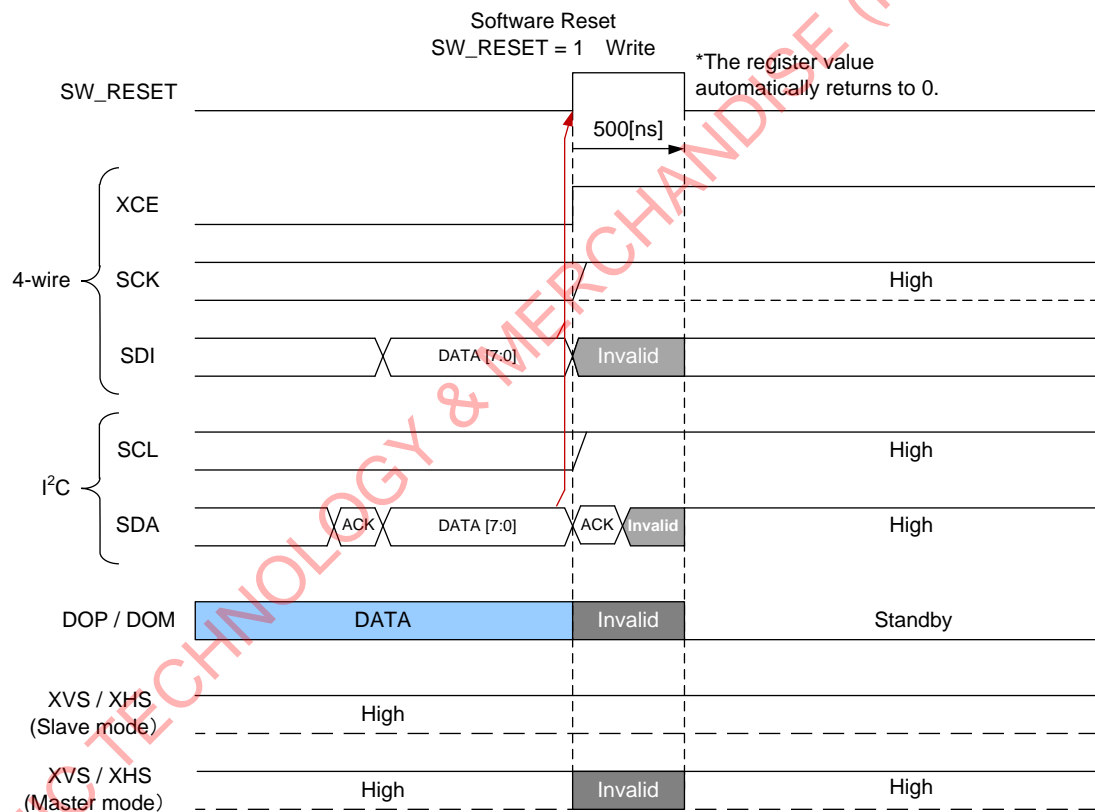 Software Reset
SW_RESET = 1 Write
*The register value
automatically returns to 0.
SW_RESET
500[ns]
XCE
4-wire
SCK
High
SDI
DATA [7:0]
Invalid
SCL
High
I²C
SDA
ACK
DATA [7:0]
ACK
Invalid
High
DOP / DOM
DATA
Invalid
Standby
XVS / XHS
(Slave mode)
High
XVS / XHS
(Master mode)
High
Invalid
High
C TECHNOLOGY & MERCHANDISE (